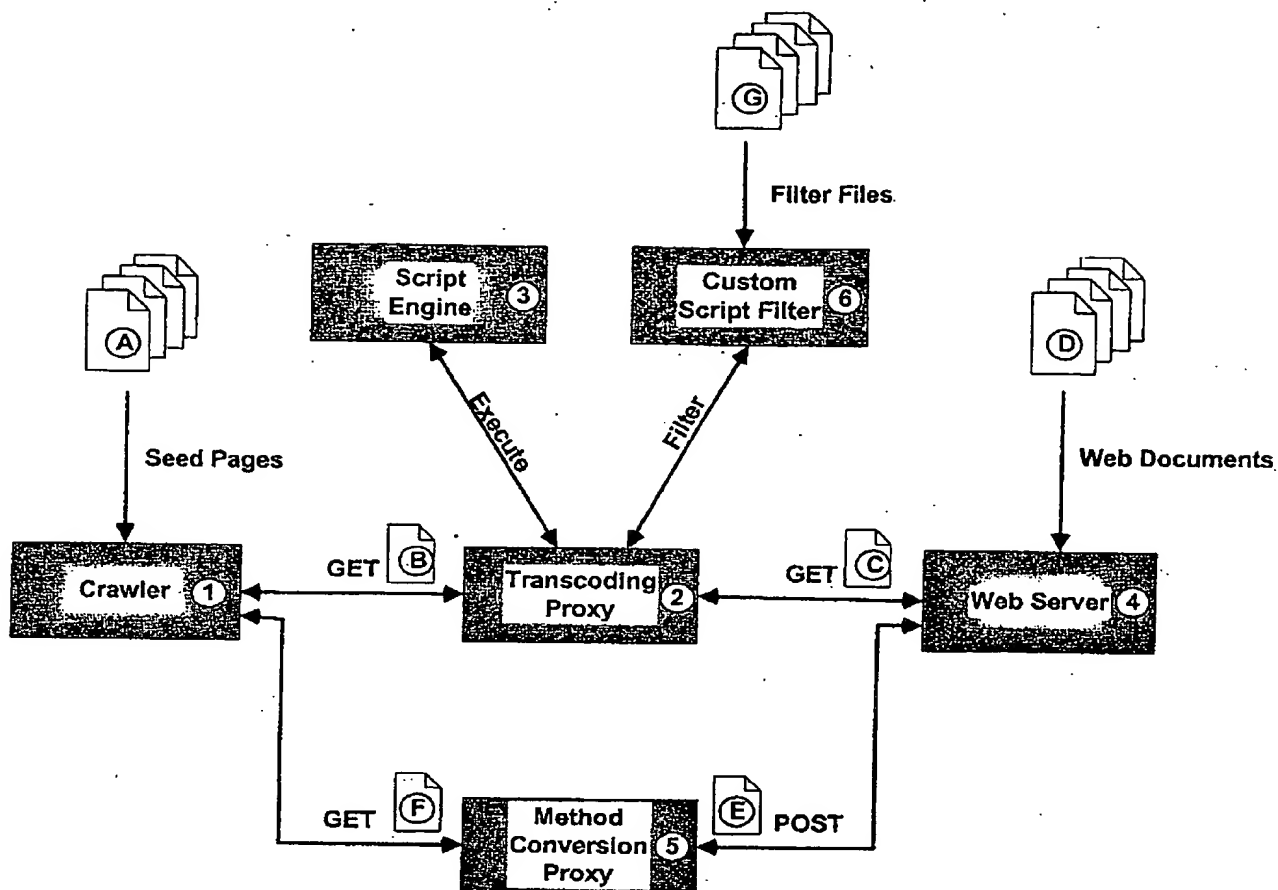 G
Filter Files
Script
Engine
3
Custom
Script Filter
6
A
D
Execute
Filter
Seed Pages
Web Documents
GET
B
GET
C
Crawler
1
Transcoding
Proxy
2
Web Server
4
GET
F
Method
Conversion
Proxy
5
E
POST